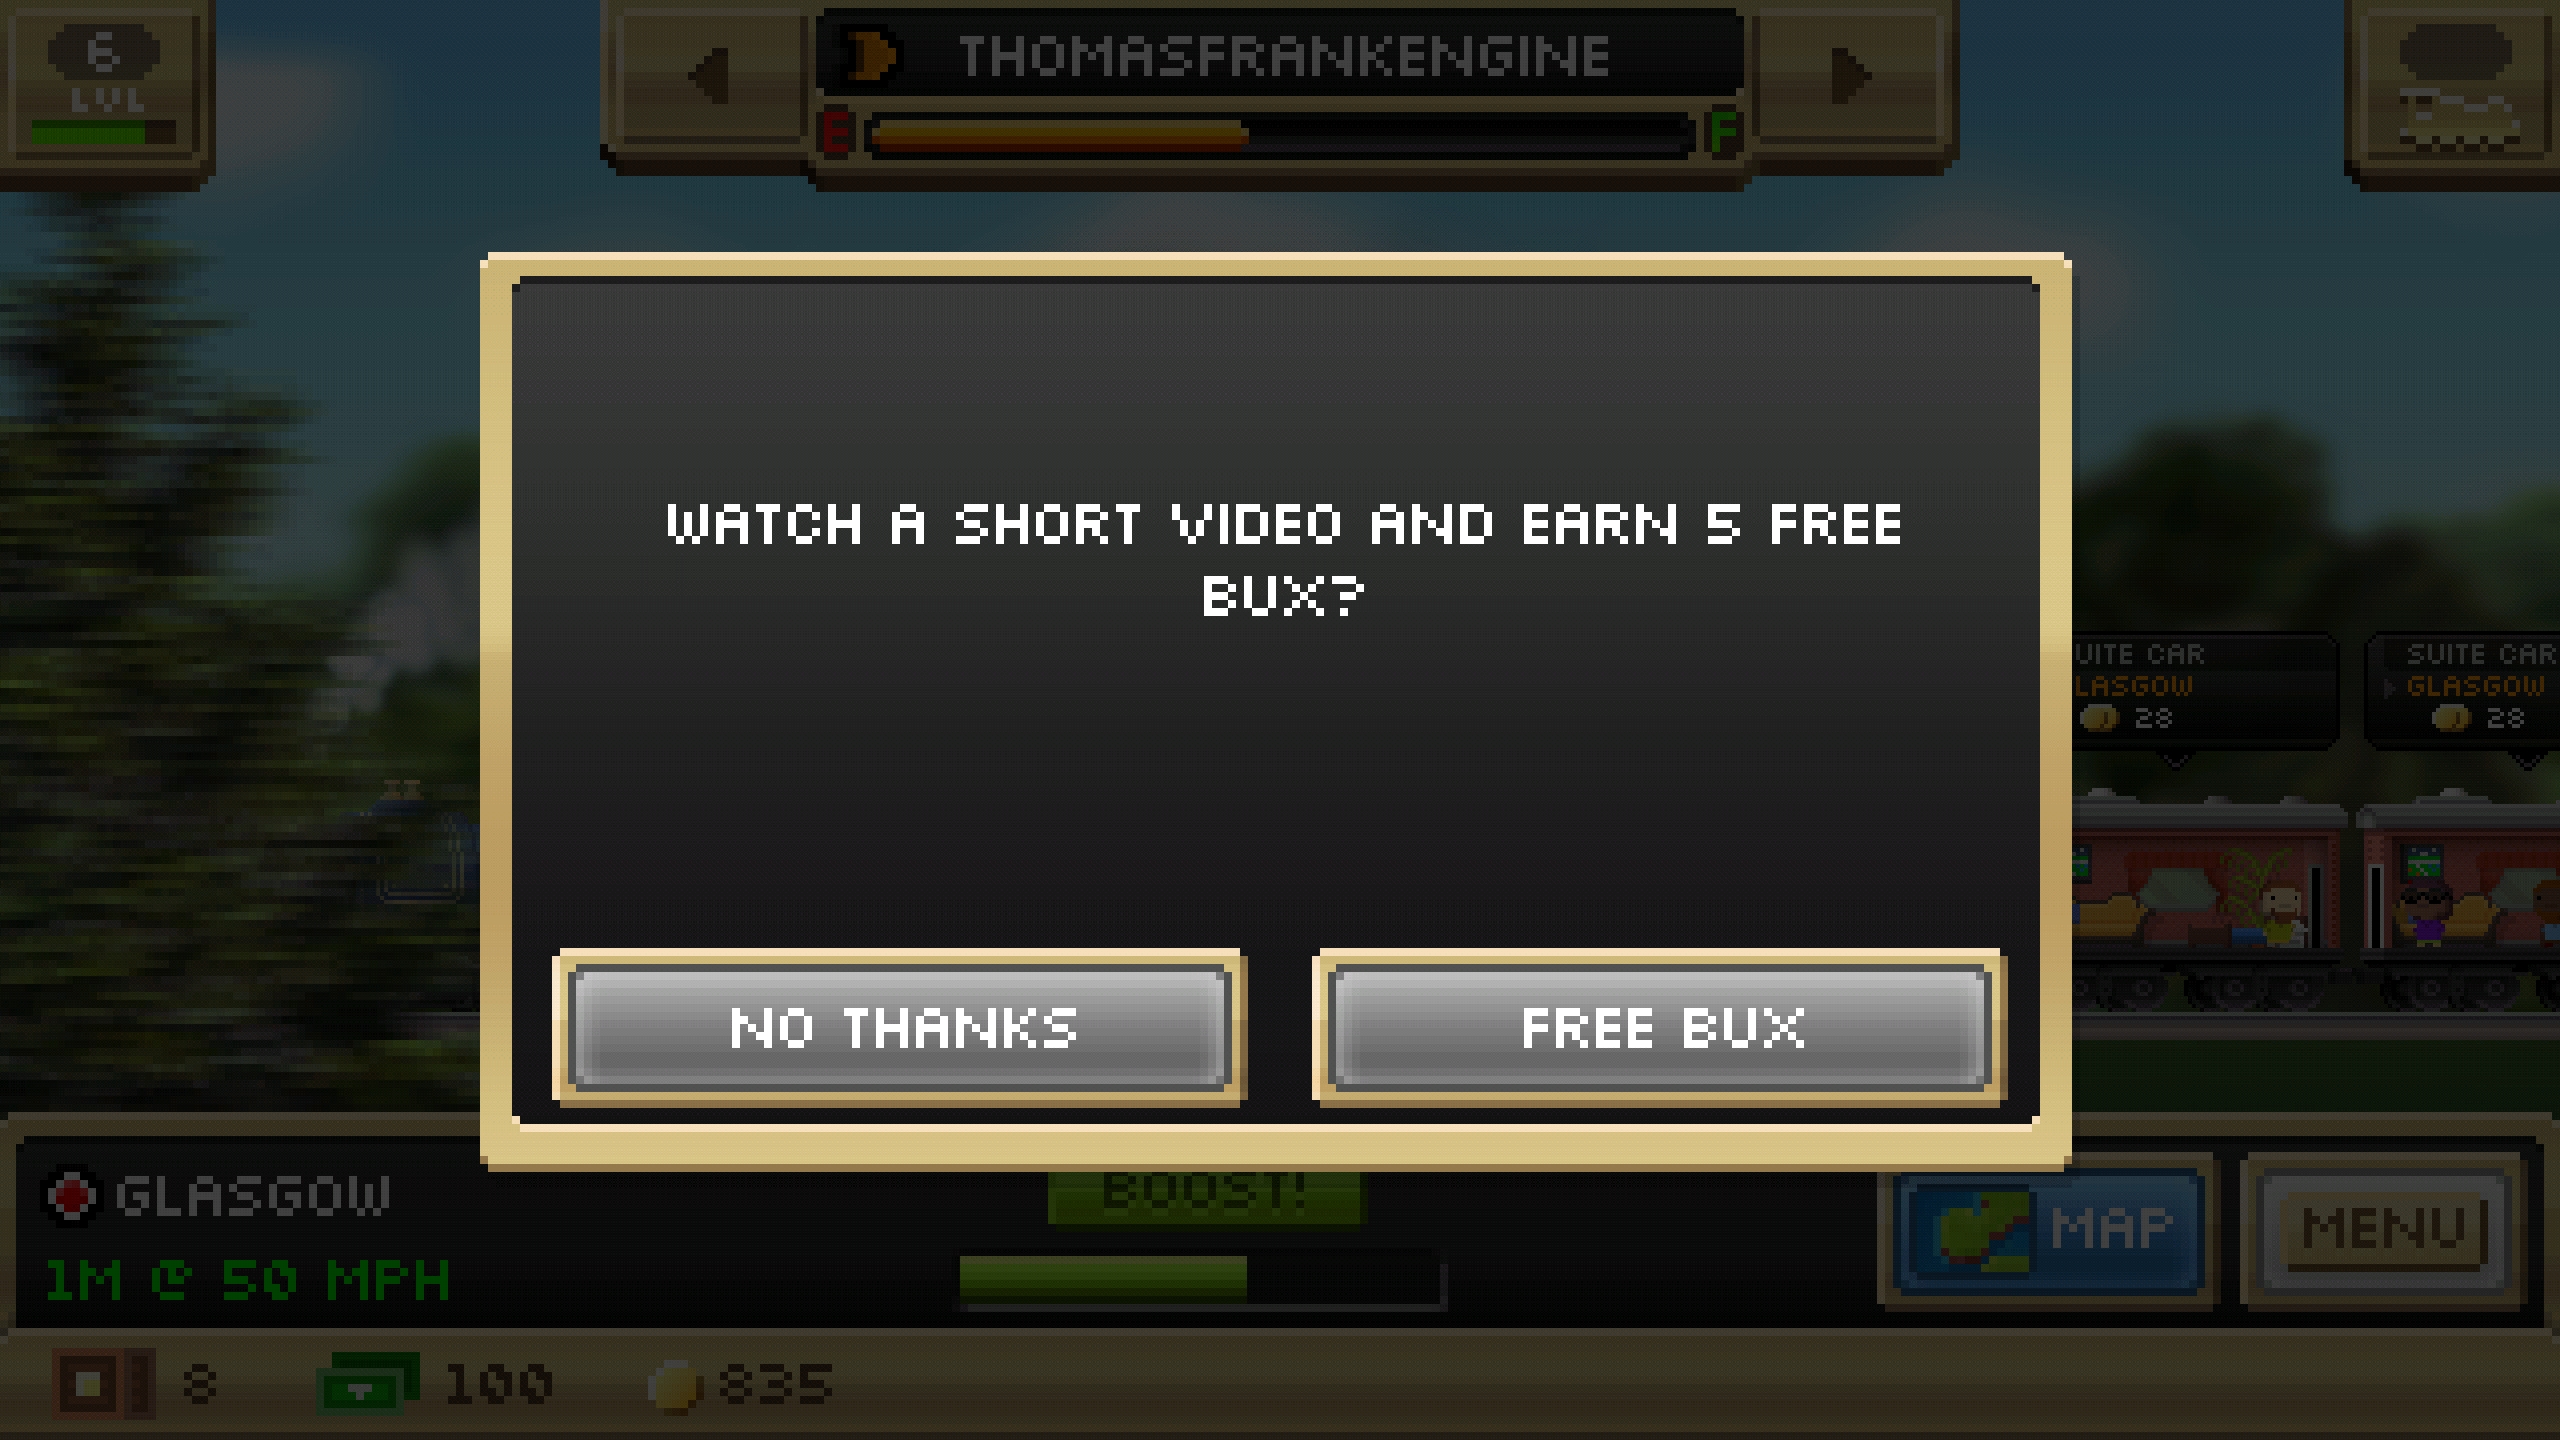 6
LVL
THOMASFRANKENGINE
E F
WATCH A SHORT VIDEO AND EARN 5 FREE
BUX?
UITE CAR
LASGOW
28
SUITE CAR
GLASGOW
28
NO THANKS
FREE BUX
GLASGOW
1M @ 50 MPH
BOOST!
MAP
MENU
8
100
835